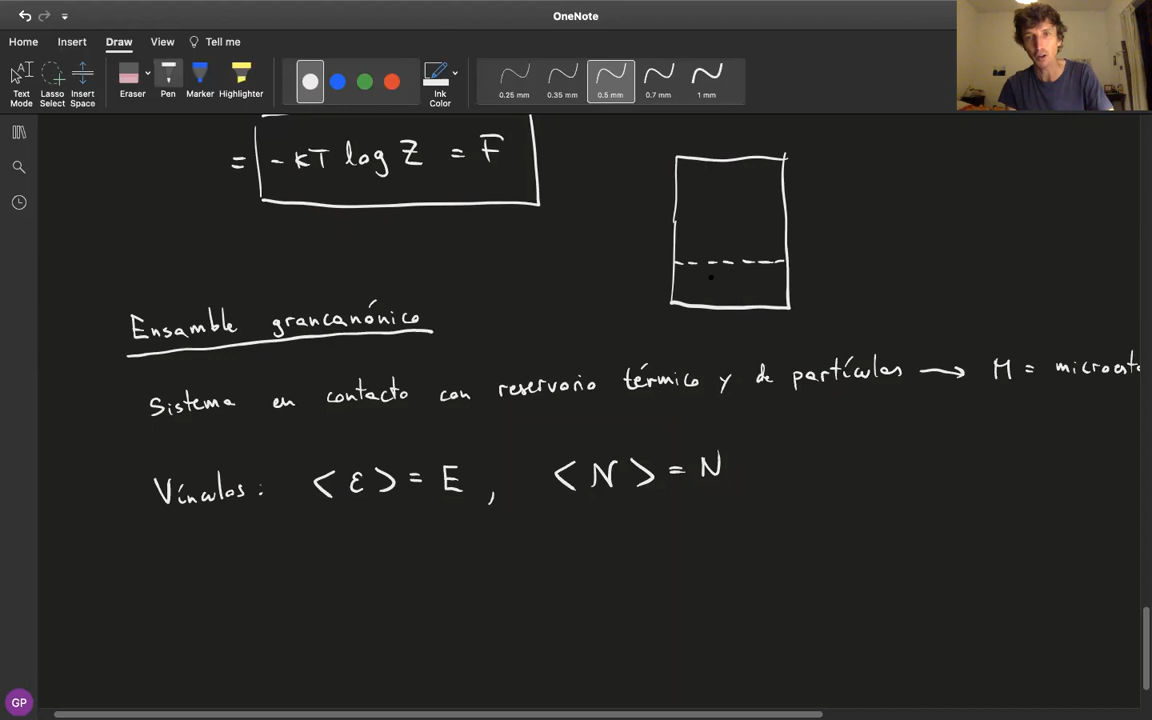 OneNote
Home Insert Draw View Tell me
Text Mode Lasso Select Insert Space Eraser Pen Marker Highlighter Ink Color 0.25 mm 0.35 mm 0.5 mm 0.7 mm 1 mm
= -KT log Z = F
Ensamble grancanónico
Sistema en contacto con reservorio térmico y de partículas → M = microesta
Vínculos: <ε> = E , <N> = N
GP